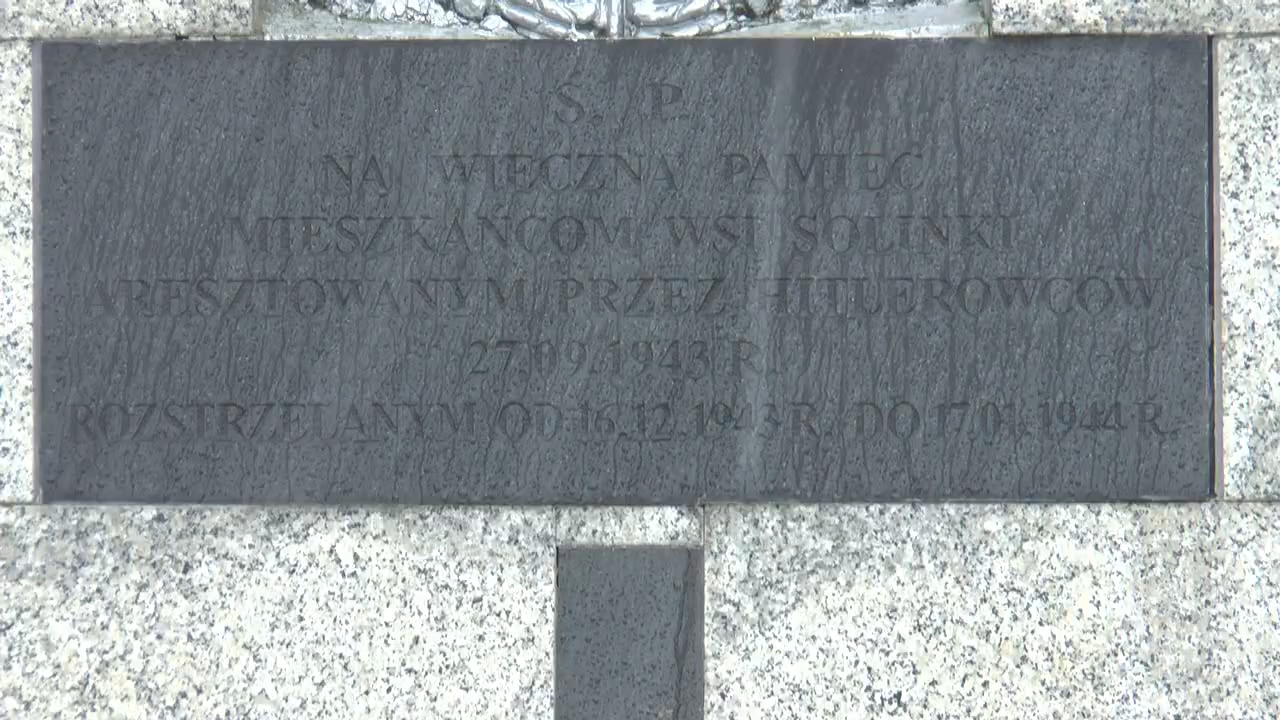 Ś. P.
NA WIECZNĄ PAMIĘĆ
MIESZKAŃCOM WSI SOLINKI
ARESZTOWANYM PRZEZ HITLEROWCÓW
27.09.1943 R.
ROZSTRZELANYM OD 16.12.1943 R. DO 17.01.1944 R.